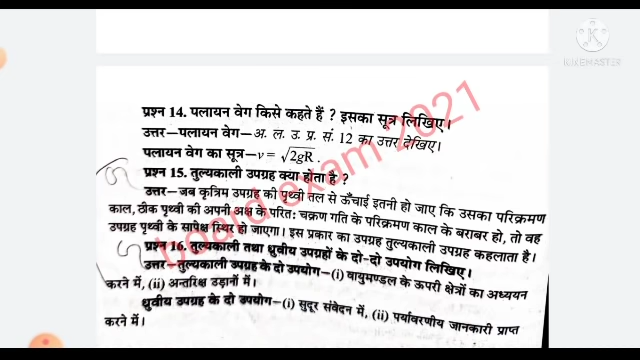 K
KINEMASTER
प्रश्न 14. पलायन वेग किसे कहते हैं ? इसका सूत्र लिखिए।
उत्तर—पलायन वेग—अ. ल. उ. प्र. सं. 12 का उत्तर देखिए।
पलायन वेग का सूत्र—v = √2gR .
प्रश्न 15. तुल्यकाली उपग्रह क्या होता है ?
उत्तर—जब कृत्रिम उपग्रह की पृथ्वी तल से ऊँचाई इतनी हो जाए कि उसका परिक्रमण
काल, ठीक पृथ्वी की अपनी अक्ष के परितः चक्रण गति के परिक्रमण काल के बराबर हो, तो वह
उपग्रह पृथ्वी के सापेक्ष स्थिर हो जाएगा। इस प्रकार का उपग्रह तुल्यकाली उपग्रह कहलाता है।
प्रश्न 16. तुल्यकाली तथा ध्रुवीय उपग्रहों के दो-दो उपयोग लिखिए।
उत्तर—तुल्यकाली उपग्रह के दो उपयोग—(i) वायुमण्डल के ऊपरी क्षेत्रों का अध्ययन
करने में, (ii) अन्तरिक्ष उड़ानों में।
ध्रुवीय उपग्रह के दो उपयोग—(i) सुदूर संवेदन में, (ii) पर्यावरणीय जानकारी प्राप्त
करने में।
board exam 2021